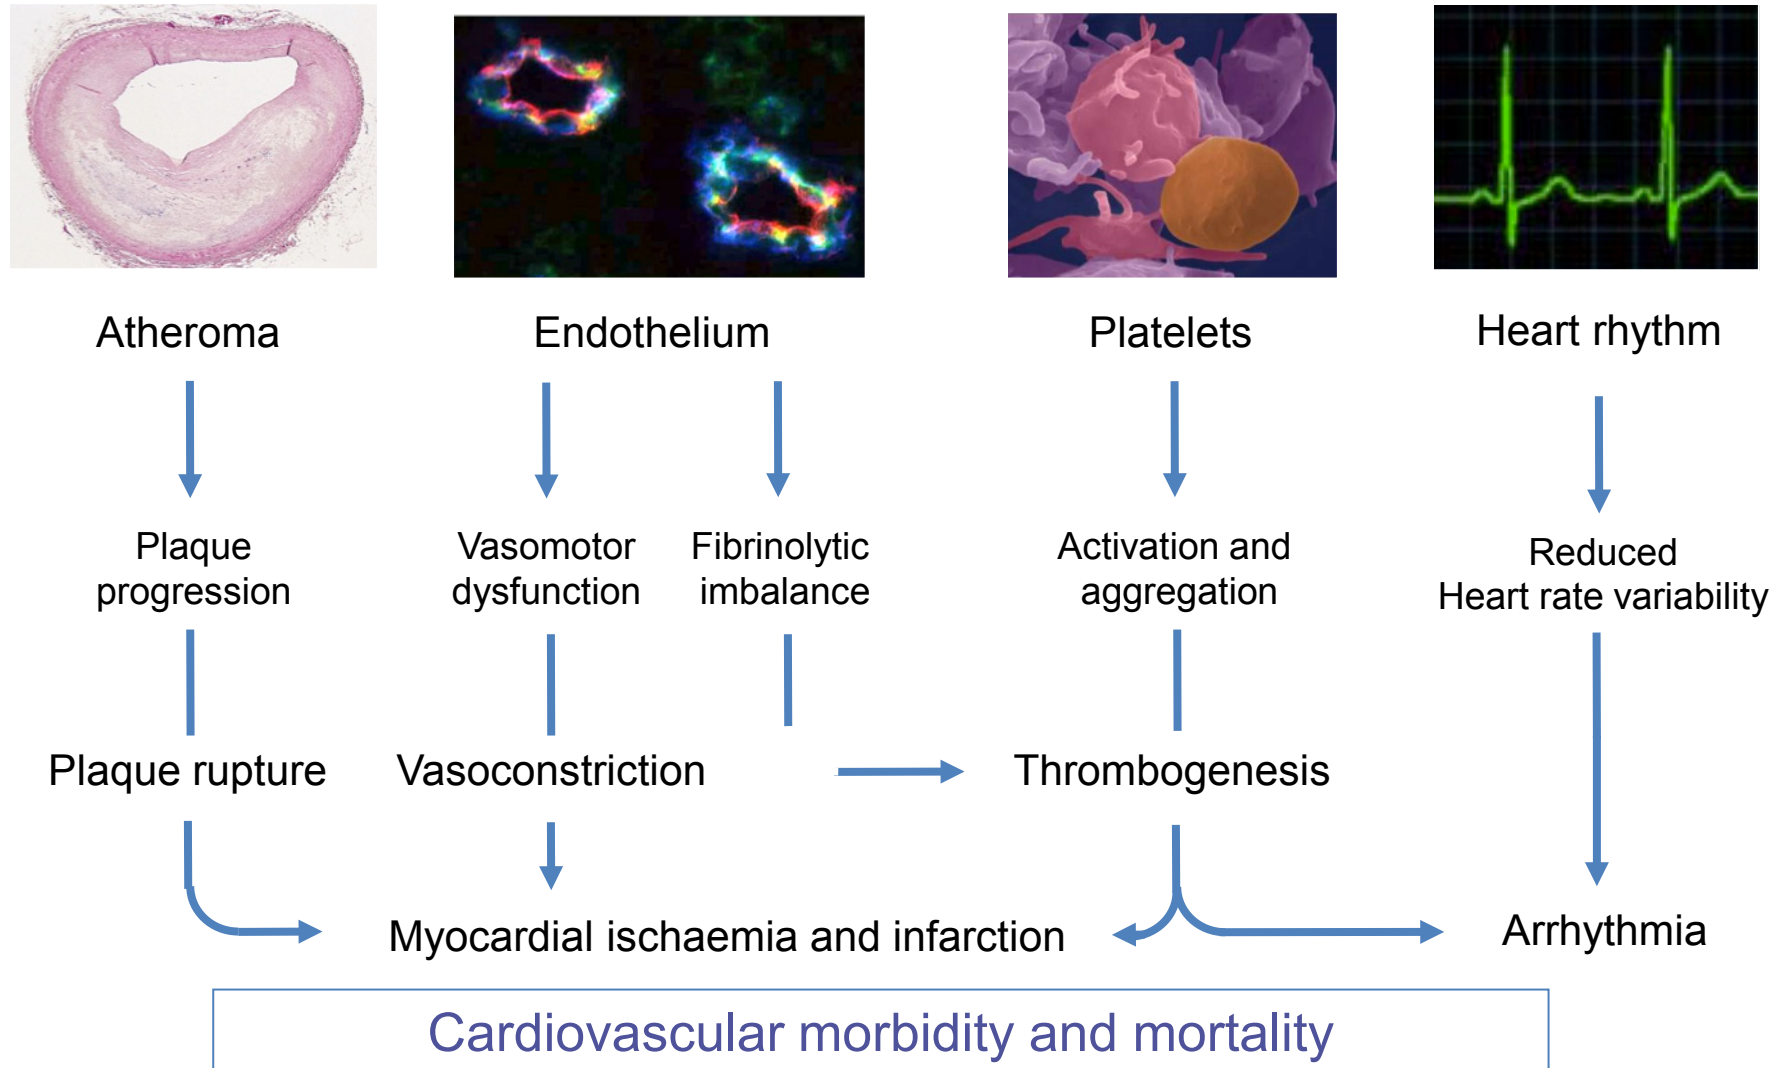 Atheroma
Endothelium
Platelets
Heart rhythm
Plaque
progression
Vasomotor
dysfunction
Fibrinolytic
imbalance
Activation and
aggregation
Reduced
Heart rate variability
Plaque rupture
Vasoconstriction
Thrombogenesis
Myocardial ischaemia and infarction
Arrhythmia
Cardiovascular morbidity and mortality